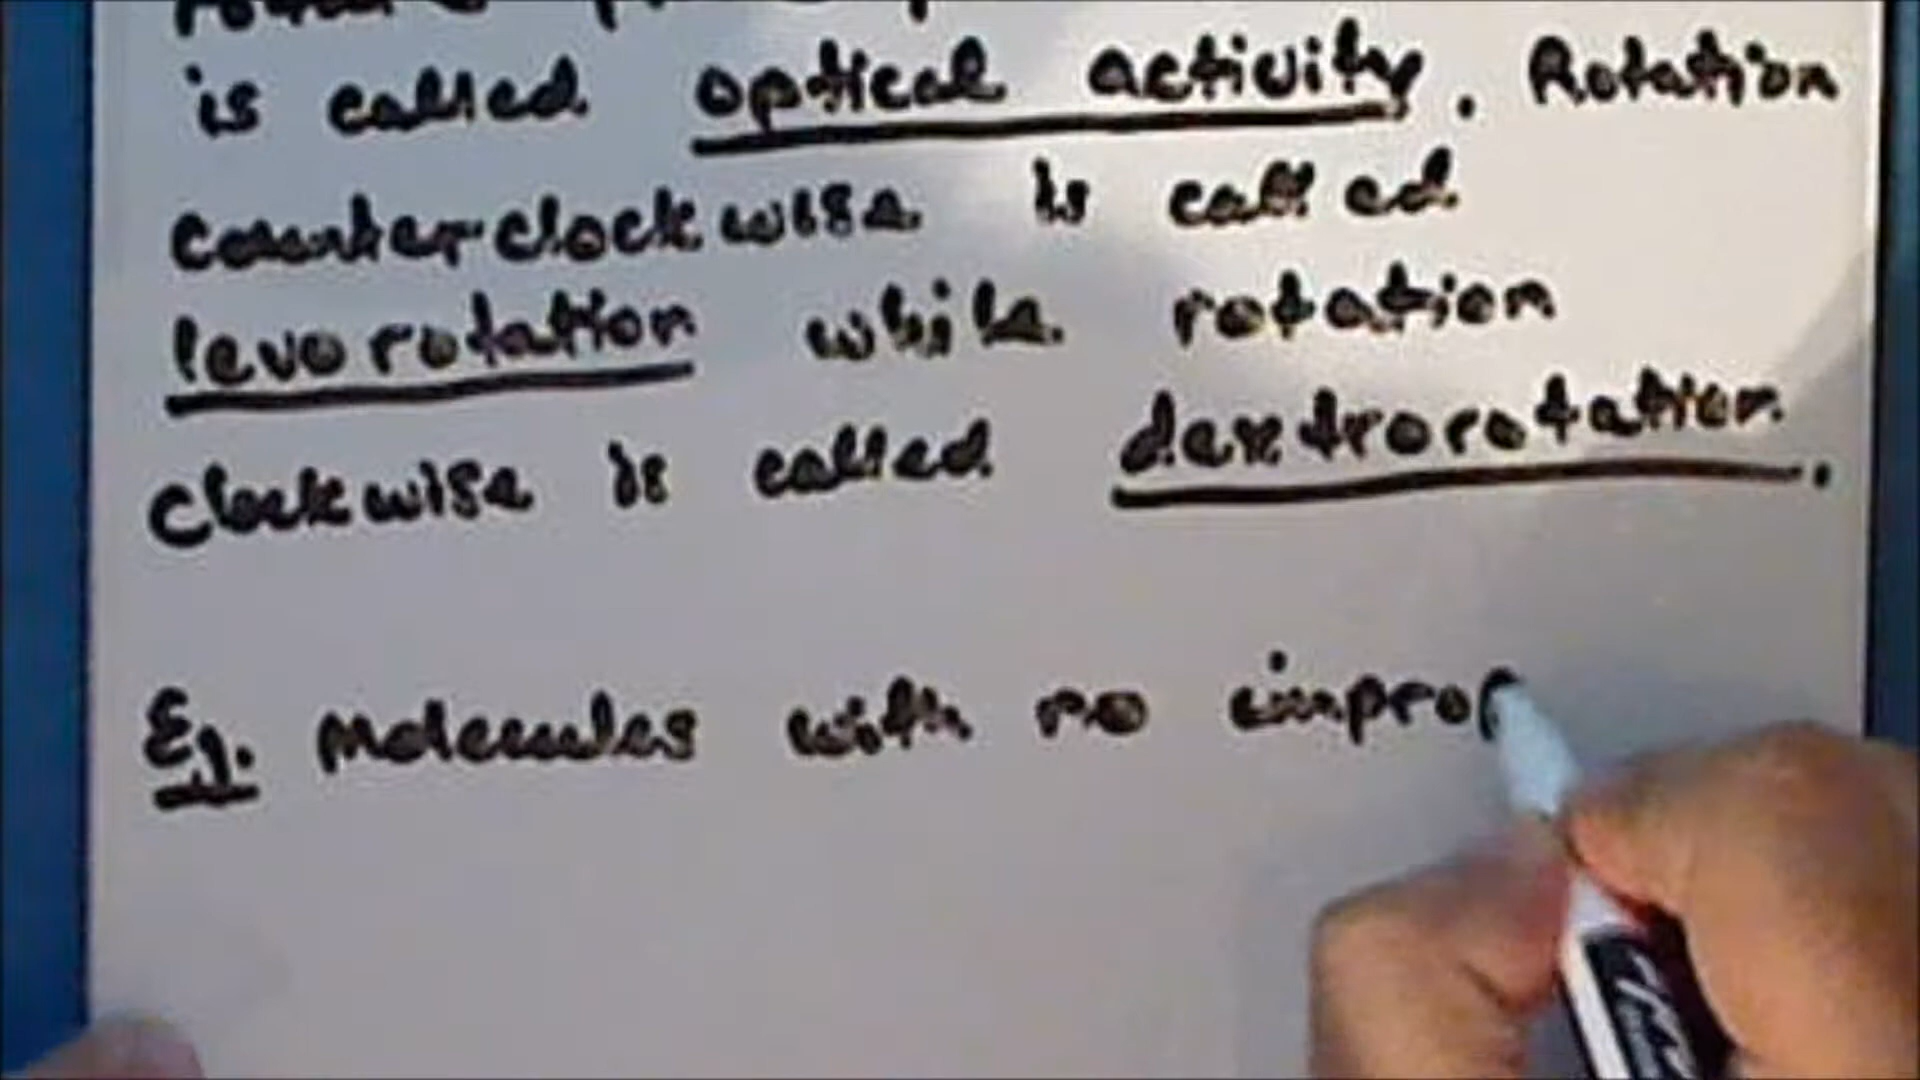 is called optical activity. Rotation
counterclockwise is called
levorotation while rotation
clockwise is called dextrorotation.
Eg. Molecules with no improp